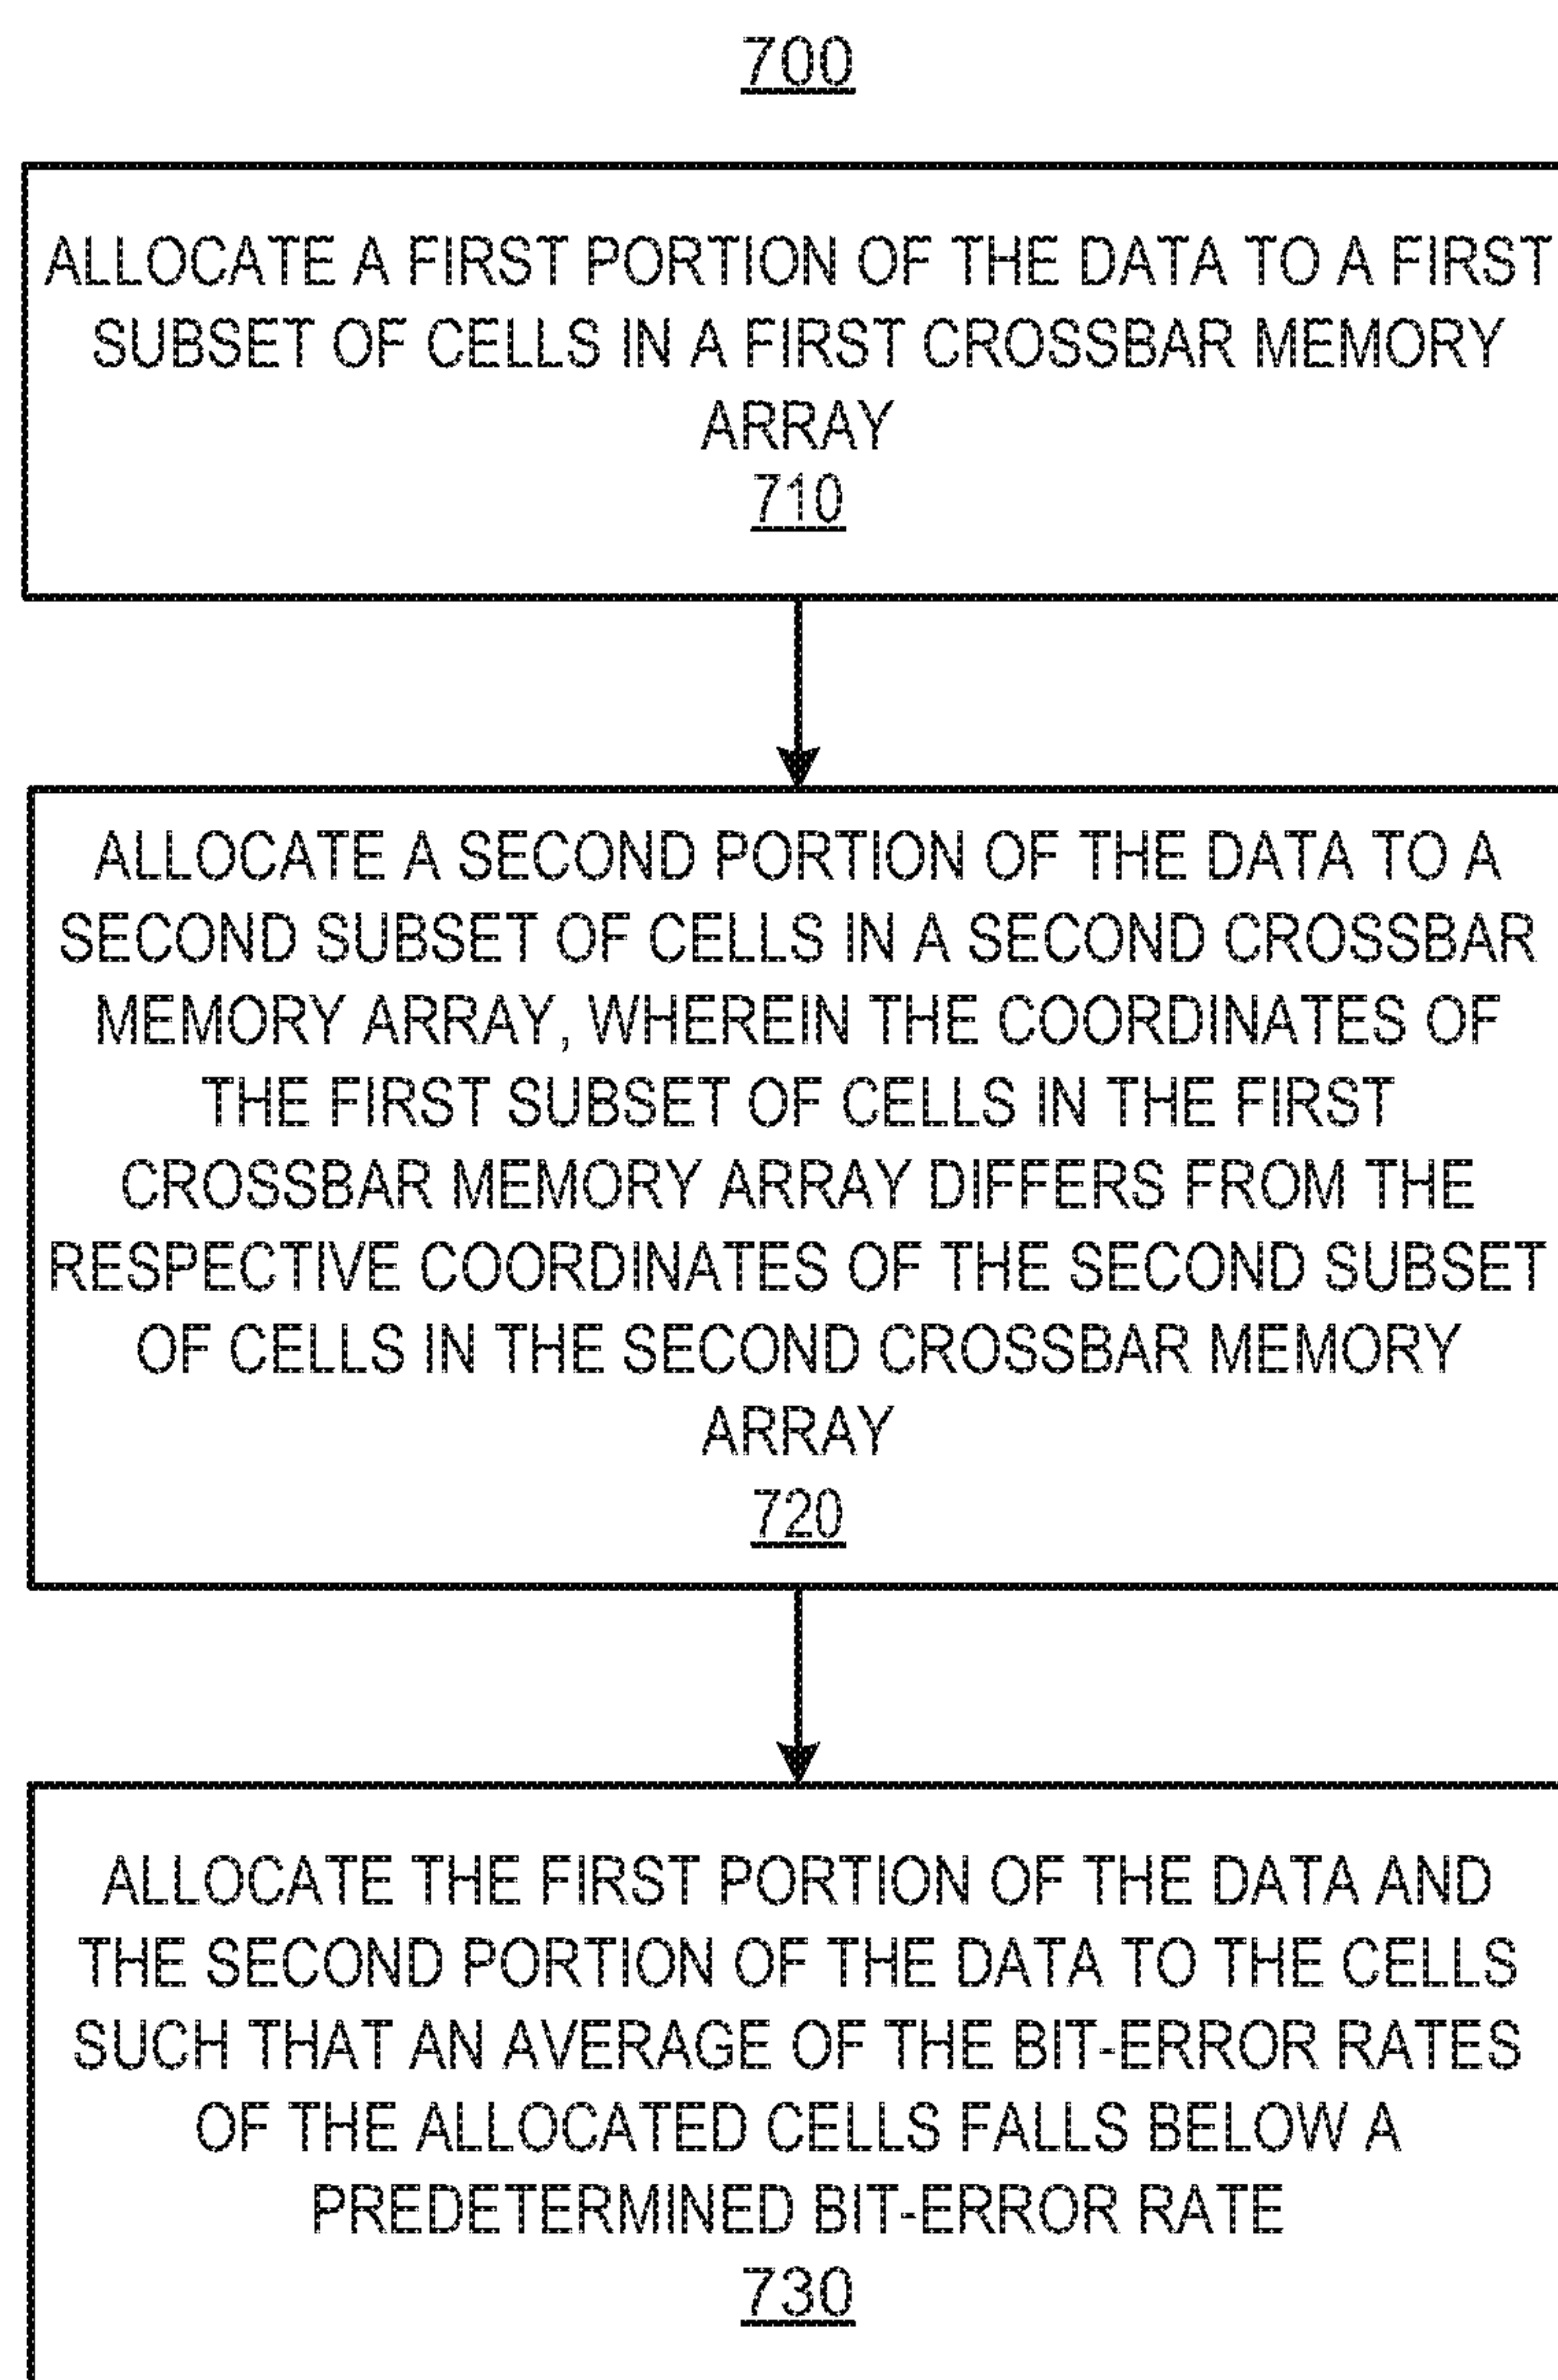 700
ALLOCATE A FIRST PORTION OF THE DATA TO A FIRST
SUBSET OF CELLS IN A FIRST CROSSBAR MEMORY
ARRAY
710
ALLOCATE A SECOND PORTION OF THE DATA TO A
SECOND SUBSET OF CELLS IN A SECOND CROSSBAR
MEMORY ARRAY, WHEREIN THE COORDINATES OF
THE FIRST SUBSET OF CELLS IN THE FIRST
CROSSBAR MEMORY ARRAY DIFFERS FROM THE
RESPECTIVE COORDINATES OF THE SECOND SUBSET
OF CELLS IN THE SECOND CROSSBAR MEMORY
ARRAY
720
ALLOCATE THE FIRST PORTION OF THE DATA AND
THE SECOND PORTION OF THE DATA TO THE CELLS
SUCH THAT AN AVERAGE OF THE BIT-ERROR RATES
OF THE ALLOCATED CELLS FALLS BELOW A
PREDETERMINED BIT-ERROR RATE
730